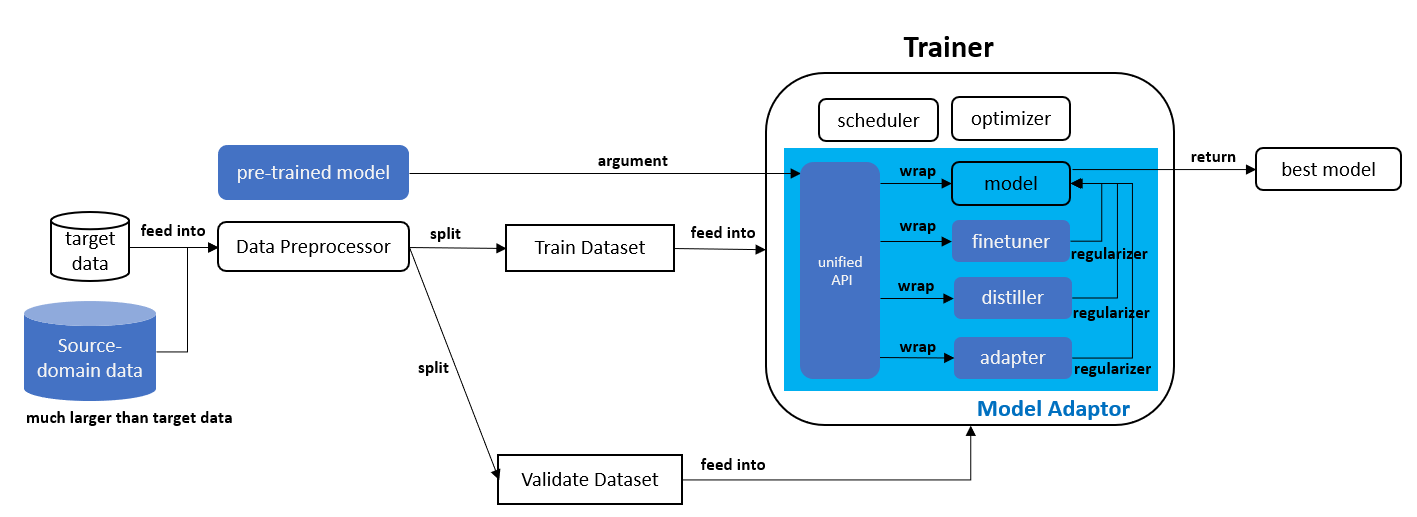 Trainer
scheduler
optimizer
pre-trained model
argument
wrap
model
return
best model
target
data
feed into
Data Preprocessor
split
Train Dataset
feed into
unified
API
wrap
finetuner
regularizer
wrap
distiller
regularizer
Source-
domain data
split
wrap
adapter
regularizer
much larger than target data
Model Adaptor
Validate Dataset
feed into